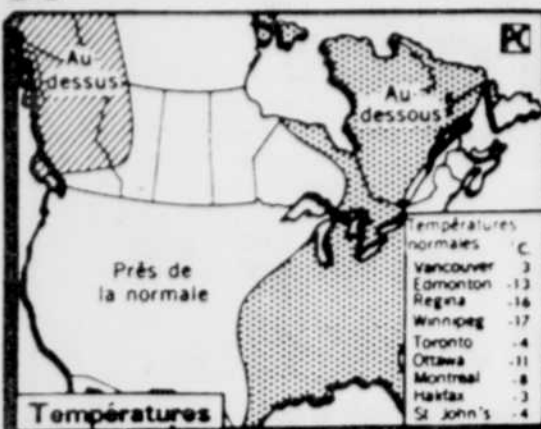 PC
Au
dessus
Au
dessous
Près de
la normale
Températures
normales °C
Vancouver 3
Edmonton -13
Regina -16
Winnipeg -17
Toronto -4
Ottawa -11
Montreal -8
Halifax -3
St John's -4
Températures